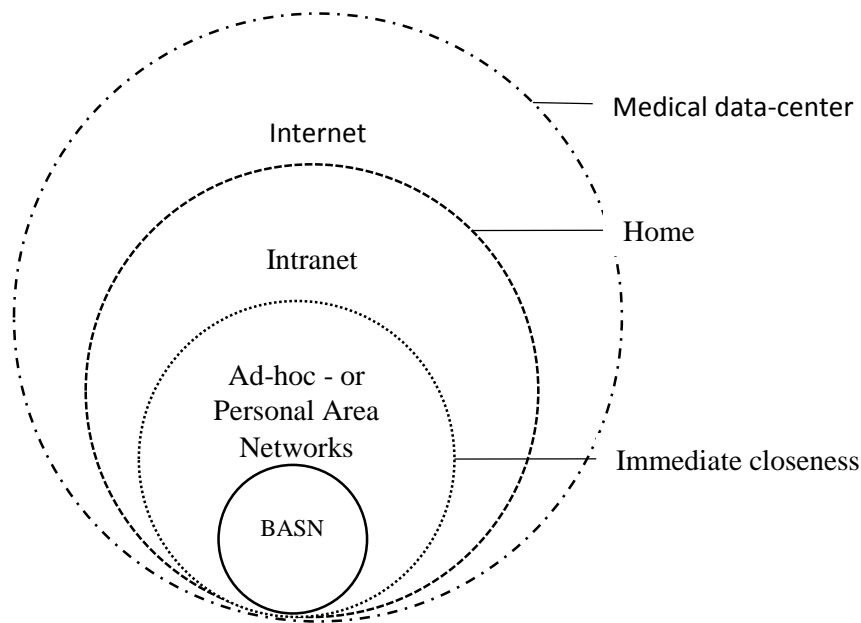 Medical data-center
Internet
Home
Intranet
Ad-hoc - or
Personal Area
Networks
Immediate closeness
BASN